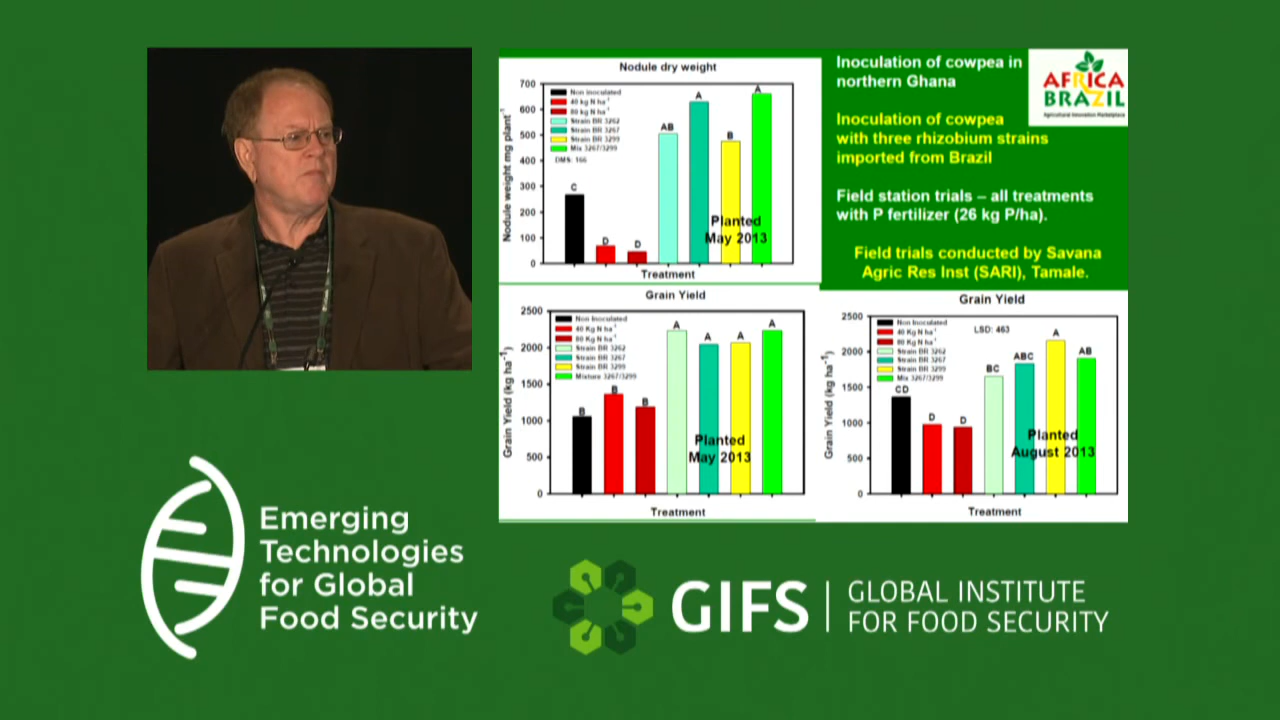 Nodule dry weight
Nodule weight mg plant-1
700
600
500
400
300
200
100
0
Non inoculated
40 kg N ha-1
80 kg N ha-1
Strain BR 3262
Strain BR 3267
Strain BR 3299
Mix 3267/3299
DMS: 166
C
D
D
AB
A
B
A
Planted
May 2013
Treatment
Inoculation of cowpea in
northern Ghana
AFRICA
BRAZIL
Agricultural Innovation Marketplace
Inoculation of cowpea
with three rhizobium strains
imported from Brazil
Field station trials – all treatments
with P fertilizer (26 kg P/ha).
Field trials conducted by Savana
Agric Res Inst (SARI), Tamale.
Grain Yield
Grain Yield (kg ha-1)
2500
2000
1500
1000
500
0
Non Inoculated
40 Kg N ha-1
80 Kg N ha-1
Strain BR 3262
Strain BR 3267
Strain BR 3299
Mixture 3267/3299
B
B
B
A
A
A
A
Planted
May 2013
Treatment
Grain Yield
Grain Yield (kg ha-1)
2500
2000
1500
1000
500
0
Non Inoculated
40 Kg N ha-1
80 Kg N ha-1
Strain BR 3262
Strain BR 3267
Strain BR 3299
Mix 3267/3299
LSD: 463
CD
D
D
BC
ABC
A
AB
Planted
August 2013
Treatment
Emerging
Technologies
for Global
Food Security
GIFS
GLOBAL INSTITUTE
FOR FOOD SECURITY